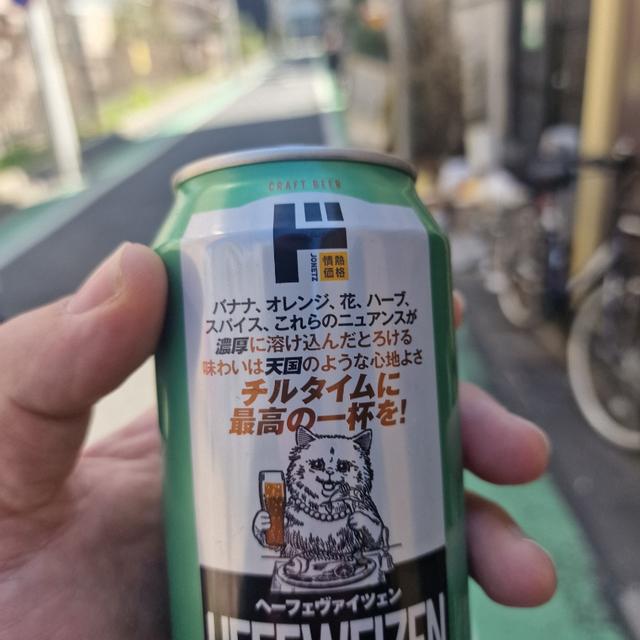 CRAFT BEER
ド
JONETZ
情熱
価格
バナナ、オレンジ、花、ハーブ、
スパイス、これらのニュアンスが
濃厚に溶け込んだとろける
味わいは天国のような心地よさ
チルタイムに
最高の一杯を!
ヘーフェヴァイツェン
HEFEWEIZEN